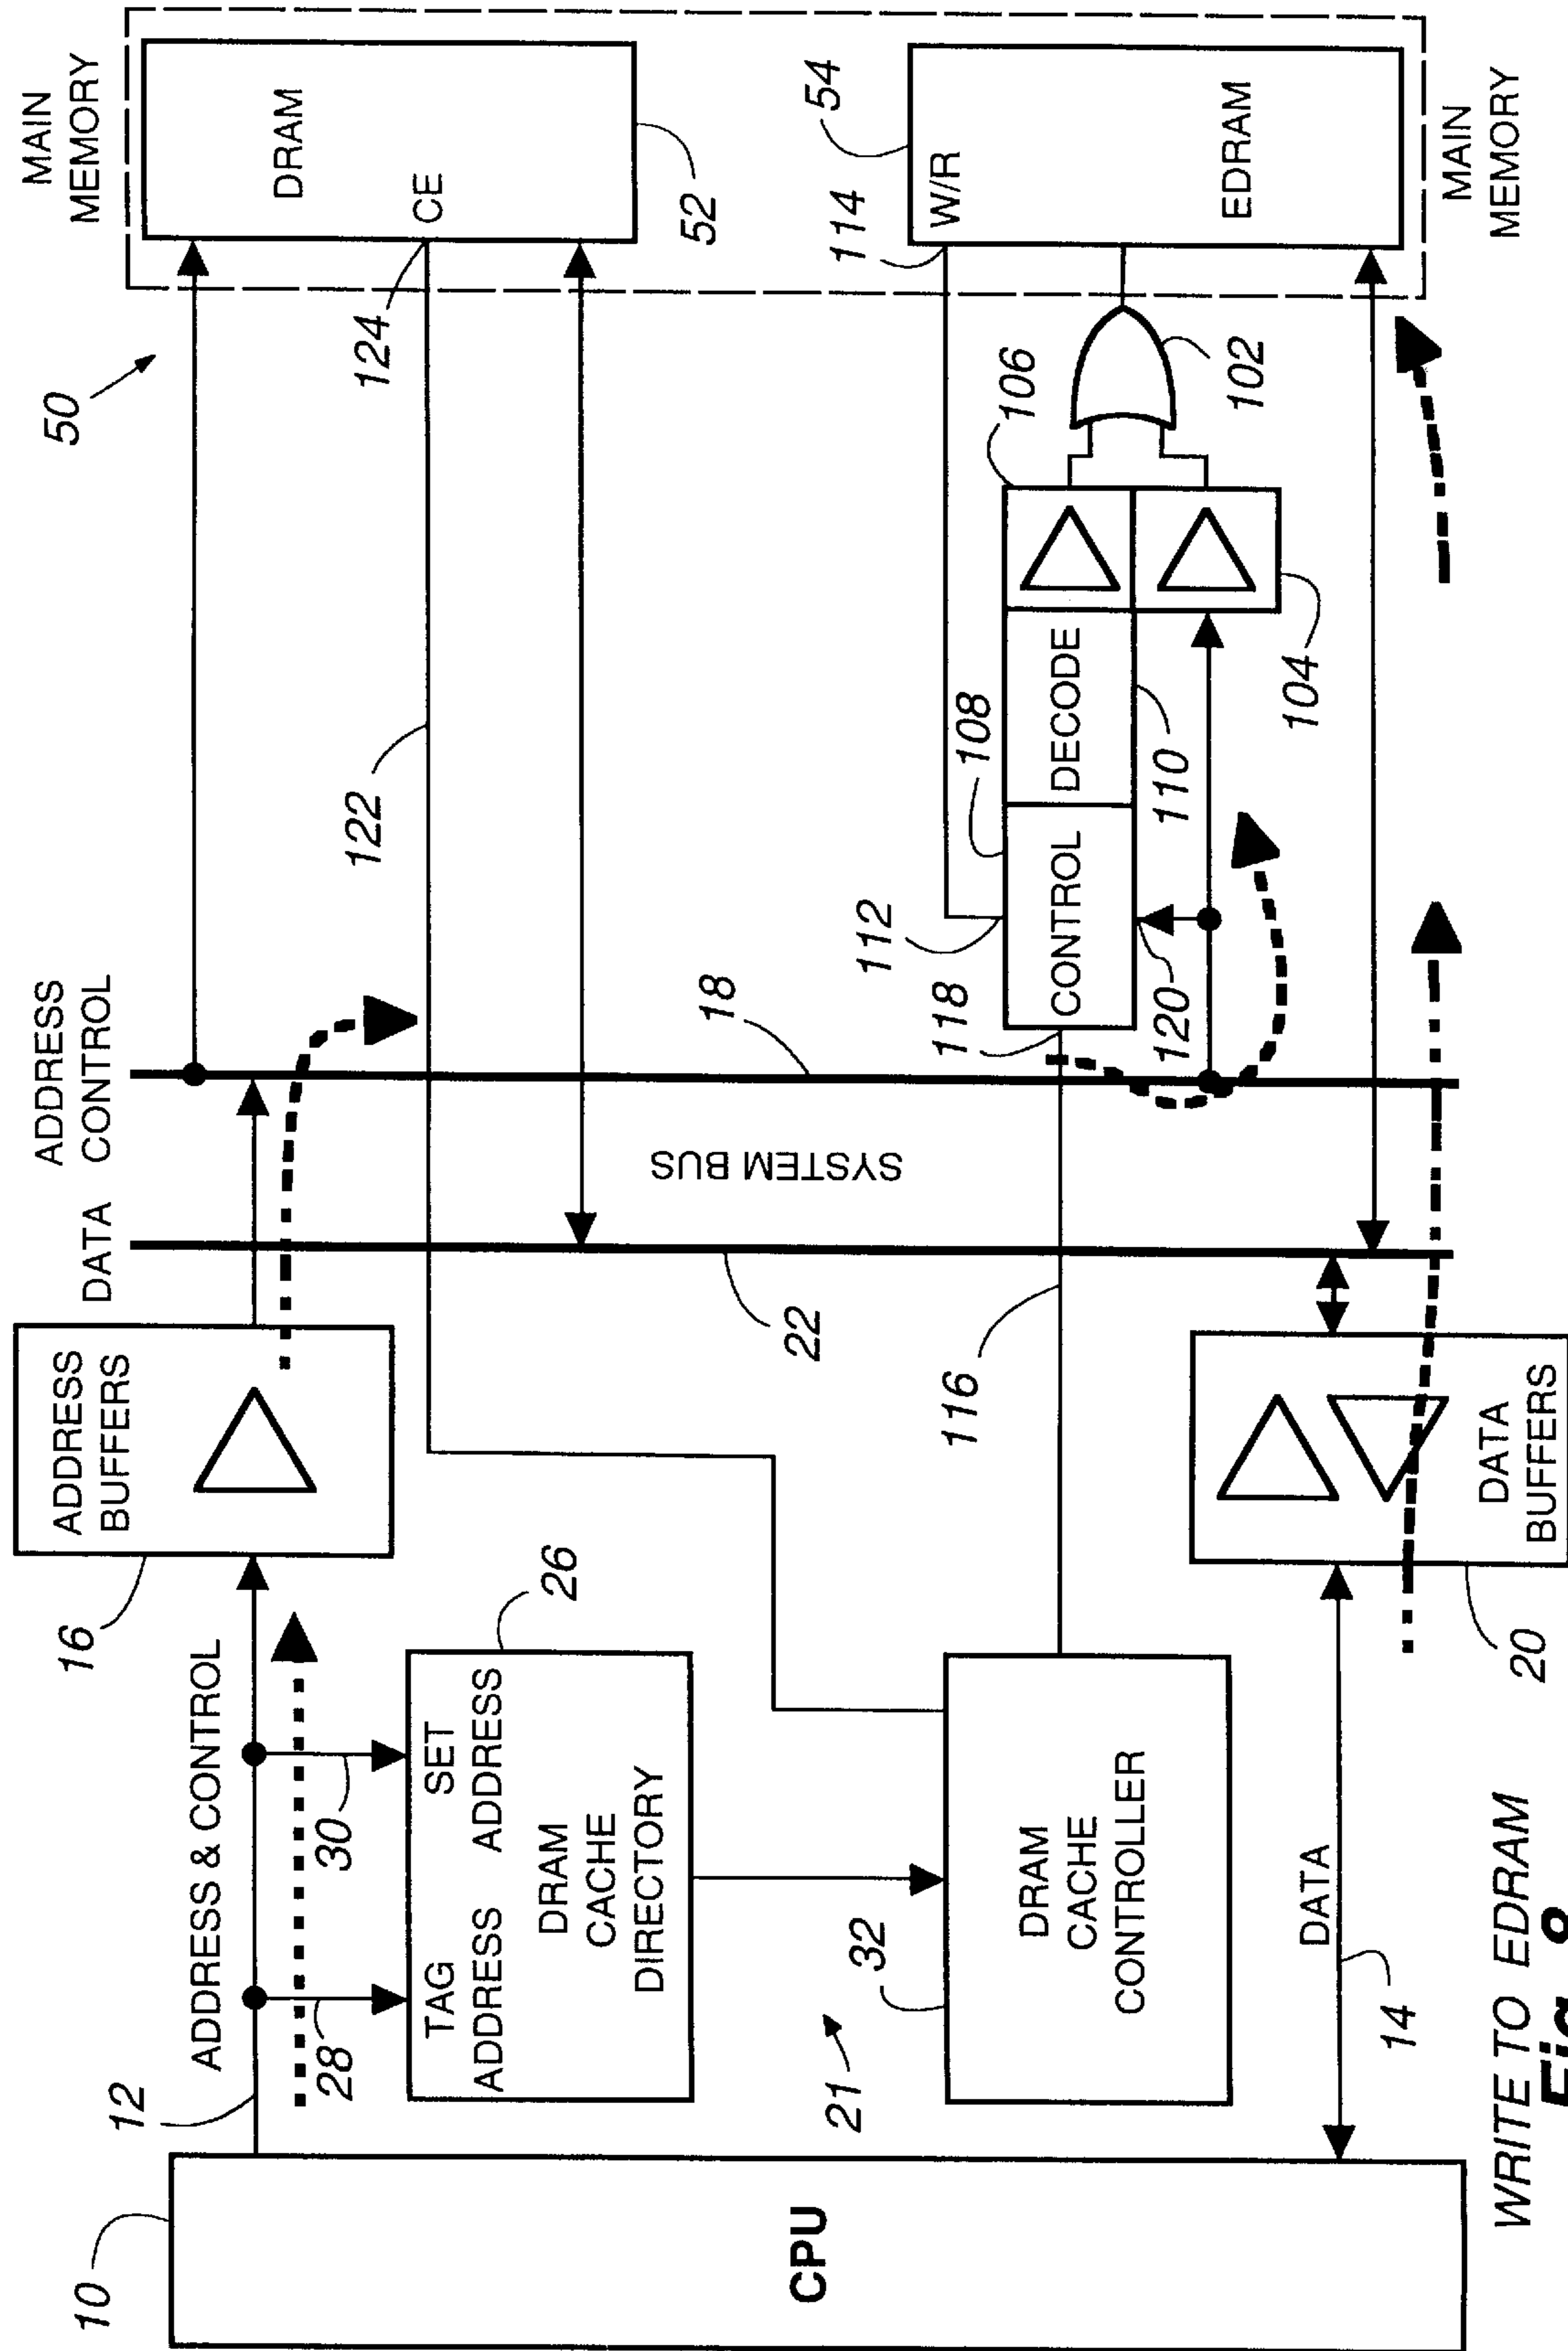 10
12
ADDRESS & CONTROL
28
30
TAG
ADDRESS
SET
ADDRESS
DRAM
CACHE
DIRECTORY
26
16
ADDRESS
BUFFERS
CPU
21
32
DRAM
CACHE
CONTROLLER
DATA
14
20
DATA
BUFFERS
DATA
ADDRESS
CONTROL
22
18
SYSTEM BUS
116
118
120
112
CONTROL
108
DECODE
110
106
104
102
122
124
50
MAIN
MEMORY
DRAM
CE
52
114
54
W/R
EDRAM
MAIN
MEMORY
WRITE TO EDRAM
Fig. 8